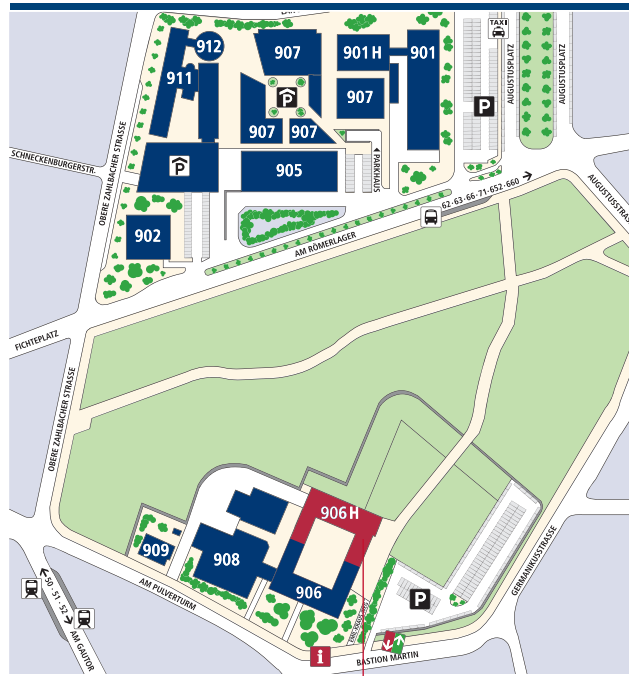 TAXI
912
907
901 H
901
911
P
P
907
AUGUSTUSPLATZ
AUGUSTUSPLATZ
907
907
PARKHAUS
OBERE ZAHLBACHER STRASSE
SCHNECKENBURGERSTR.
P
905
62·63·66·71·652·660
AUGUSTUSSTRAS
902
AM RÖMERLAGER
FICHTEPLATZ
OBERE ZAHLBACHER STRASSE
906 H
909
908
906
GERMANIKUSSTRASSE
50 · 51 · 52
AM PULVERTURM
P
AM GAUTOR
i
BASTION MARTIN